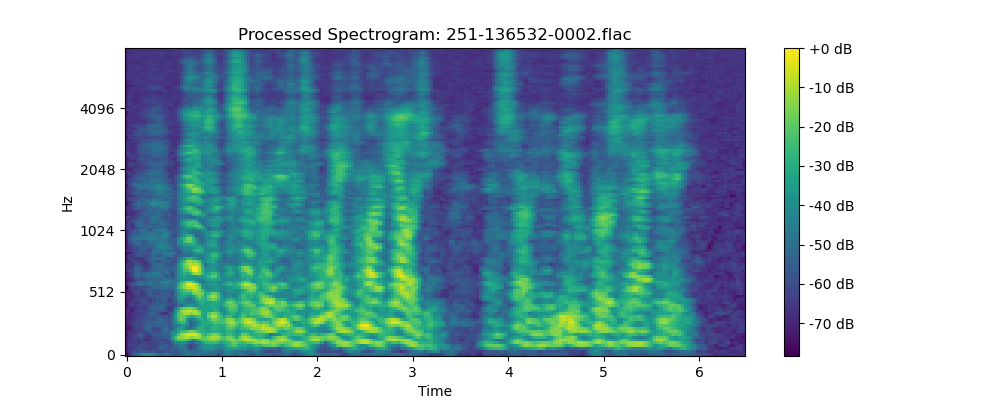 Processed Spectrogram: 251-136532-0002.flac
+0 dB
-10 dB
-20 dB
-30 dB
-40 dB
-50 dB
-60 dB
-70 dB
Hz
4096
2048
1024
512
0
0 1 2 3 4 5 6
Time